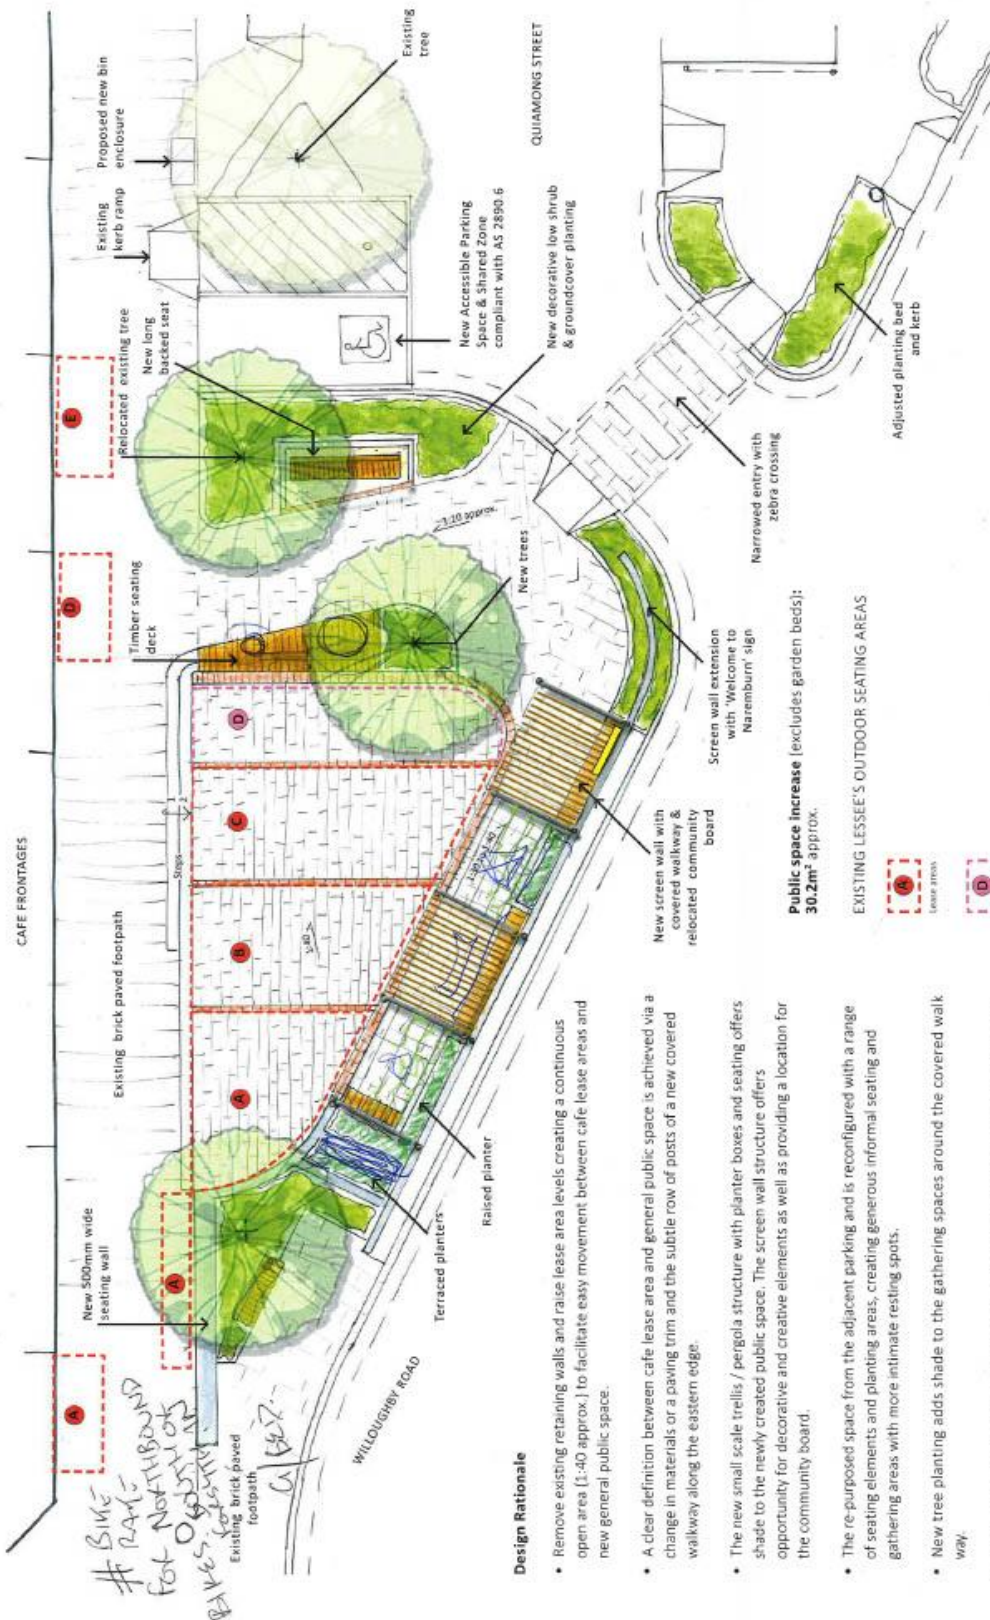 CAFE FRONTAGES
Proposed new bin
enclosure
Existing
kerb ramp
Existing
tree
QUIAMONG STREET
E
Relocated existing tree
New long
backed seat
New Accessible Parking
Space & Shared Zone
compliant with AS 2890.6
New decorative low shrub
& groundcover planting
D
Timber seating
deck
1:20 approx.
New trees
Narrowed entry with
zebra crossing
Adjusted planting bed
and kerb
Existing brick paved footpath
Steps
1
2
D
C
B
A
1:40
Screen wall extension
with 'Welcome to
Naremburn' sign
New screen wall with
covered walkway &
relocated community
board
New 500mm wide
seating wall
A
A
Raised planter
Terraced planters
WILLOUGHBY ROAD
Existing brick paved
footpath
# BIKE
FOR NORTHBOUND
Public space increase (excludes garden beds):
30.2m² approx.
EXISTING LESSEE'S OUTDOOR SEATING AREAS
A
Lease areas
D
Design Rationale
• Remove existing retaining walls and raise lease area levels creating a continuous
open area (1:40 approx.) to facilitate easy movement between cafe lease areas and
new general public space.
• A clear definition between cafe lease area and general public space is achieved via a
change in materials or a paving trim and the subtle row of posts of a new covered
walkway along the eastern edge.
• The new small scale trellis / pergola structure with planter boxes and seating offers
shade to the newly created public space. The screen wall structure offers
opportunity for decorative and creative elements as well as providing a location for
the community board.
• The re-purposed space from the adjacent parking and is reconfigured with a range
of seating elements and planting areas, creating generous informal seating and
gathering areas with more intimate resting spots.
• New tree planting adds shade to the gathering spaces around the covered walk
way.